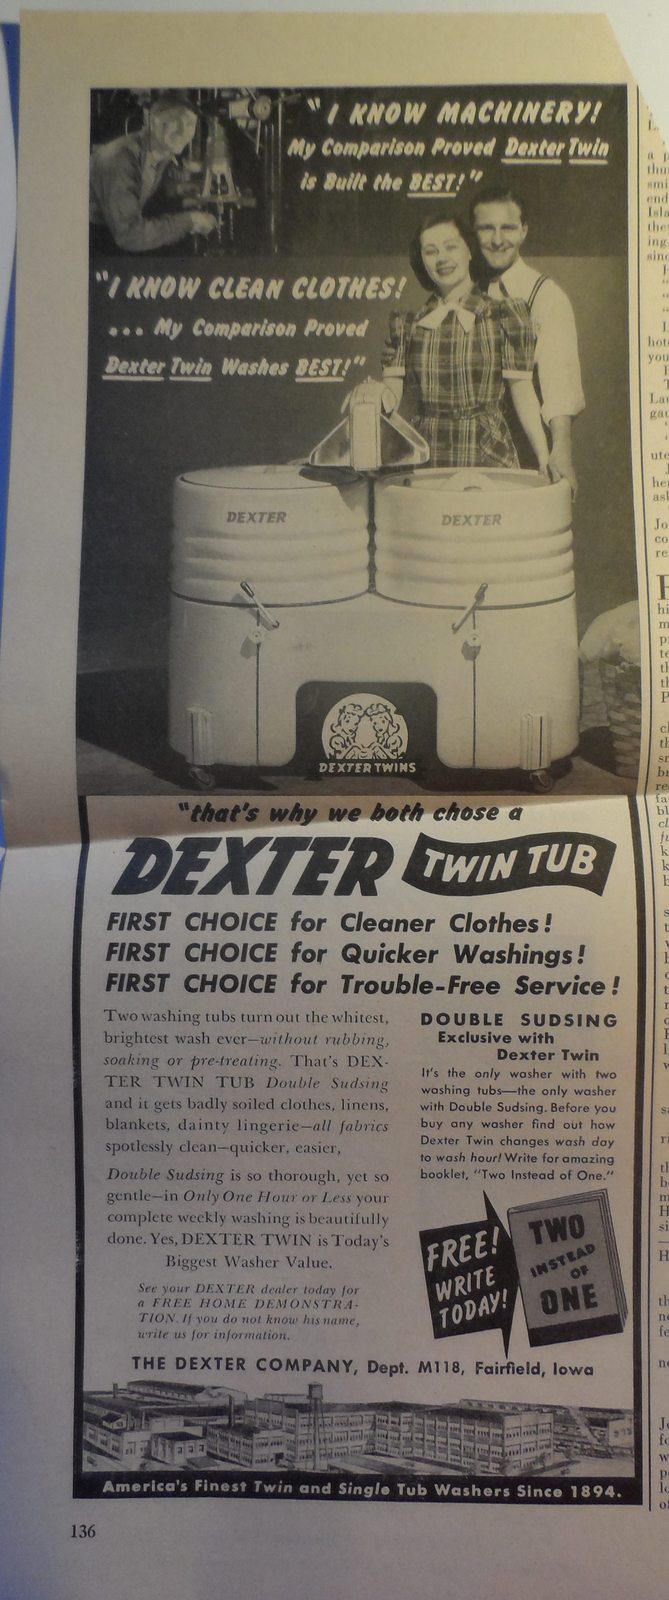 "I KNOW MACHINERY!
My Comparison Proved Dexter Twin
is Built the BEST!"
"I KNOW CLEAN CLOTHES!
... My Comparison Proved
Dexter Twin Washes BEST!"
DEXTER
DEXTER
DEXTER TWINS
"that's why we both chose a
DEXTER TWIN TUB
FIRST CHOICE for Cleaner Clothes!
FIRST CHOICE for Quicker Washings!
FIRST CHOICE for Trouble-Free Service!
Two washing tubs turn out the whitest,
brightest wash ever—without rubbing,
soaking or pre-treating. That's DEX-
TER TWIN TUB Double Sudsing
and it gets badly soiled clothes, linens,
blankets, dainty lingerie—all fabrics
spotlessly clean—quicker, easier,
Double Sudsing is so thorough, yet so
gentle—in Only One Hour or Less your
complete weekly washing is beautifully
done. Yes, DEXTER TWIN is Today's
Biggest Washer Value.
See your DEXTER dealer today for
a FREE HOME DEMONSTRA-
TION. If you do not know his name,
write us for information.
DOUBLE SUDSING
Exclusive with
Dexter Twin
It's the only washer with two
washing tubs—the only washer
with Double Sudsing. Before you
buy any washer find out how
Dexter Twin changes wash day
to wash hour! Write for amazing
booklet, "Two Instead of One."
FREE!
WRITE
TODAY!
TWO
INSTEAD
OF
ONE
THE DEXTER COMPANY, Dept. M118, Fairfield, Iowa
America's Finest Twin and Single Tub Washers Since 1894.
136